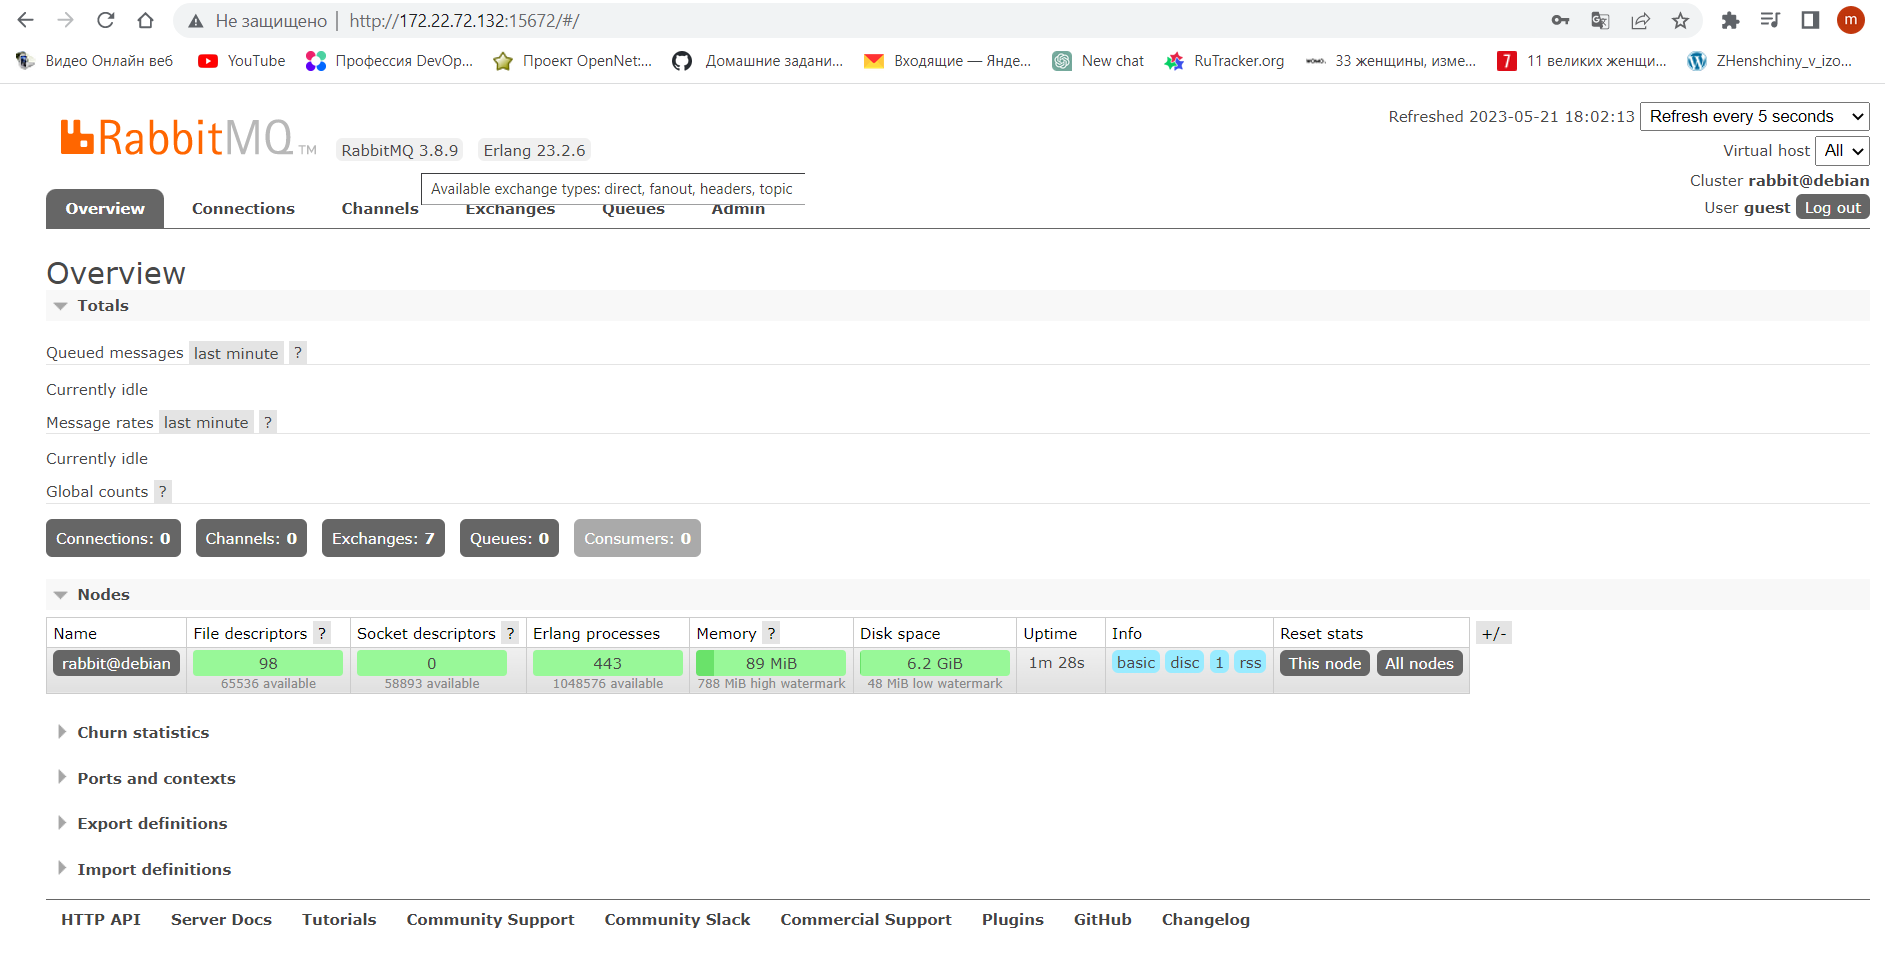 Не защищено | http://172.22.72.132:15672/#/
m
Видео Онлайн веб YouTube Профессия DevOp... Проект OpenNet:... Домашние задани... Входящие — Янде... New chat RuTracker.org 33 женщины, изме... 7 11 великих женщи... ZHenshchiny_v_izo...
Refreshed 2023-05-21 18:02:13 Refresh every 5 seconds
RabbitMQ TM RabbitMQ 3.8.9 Erlang 23.2.6
Virtual host All
Cluster rabbit@debian
Available exchange types: direct, fanout, headers, topic
User guest Log out
Overview Connections Channels Exchanges Queues Admin
Overview
Totals
Queued messages last minute ?
Currently idle
Message rates last minute ?
Currently idle
Global counts ?
Connections: 0 Channels: 0 Exchanges: 7 Queues: 0 Consumers: 0
Nodes
Name File descriptors ? Socket descriptors ? Erlang processes Memory ? Disk space Uptime Info Reset stats +/-
rabbit@debian 98 0 443 89 MiB 6.2 GiB 1m 28s basic disc 1 rss This node All nodes
65536 available 58893 available 1048576 available 788 MiB high watermark 48 MiB low watermark
Churn statistics
Ports and contexts
Export definitions
Import definitions
HTTP API Server Docs Tutorials Community Support Community Slack Commercial Support Plugins GitHub Changelog